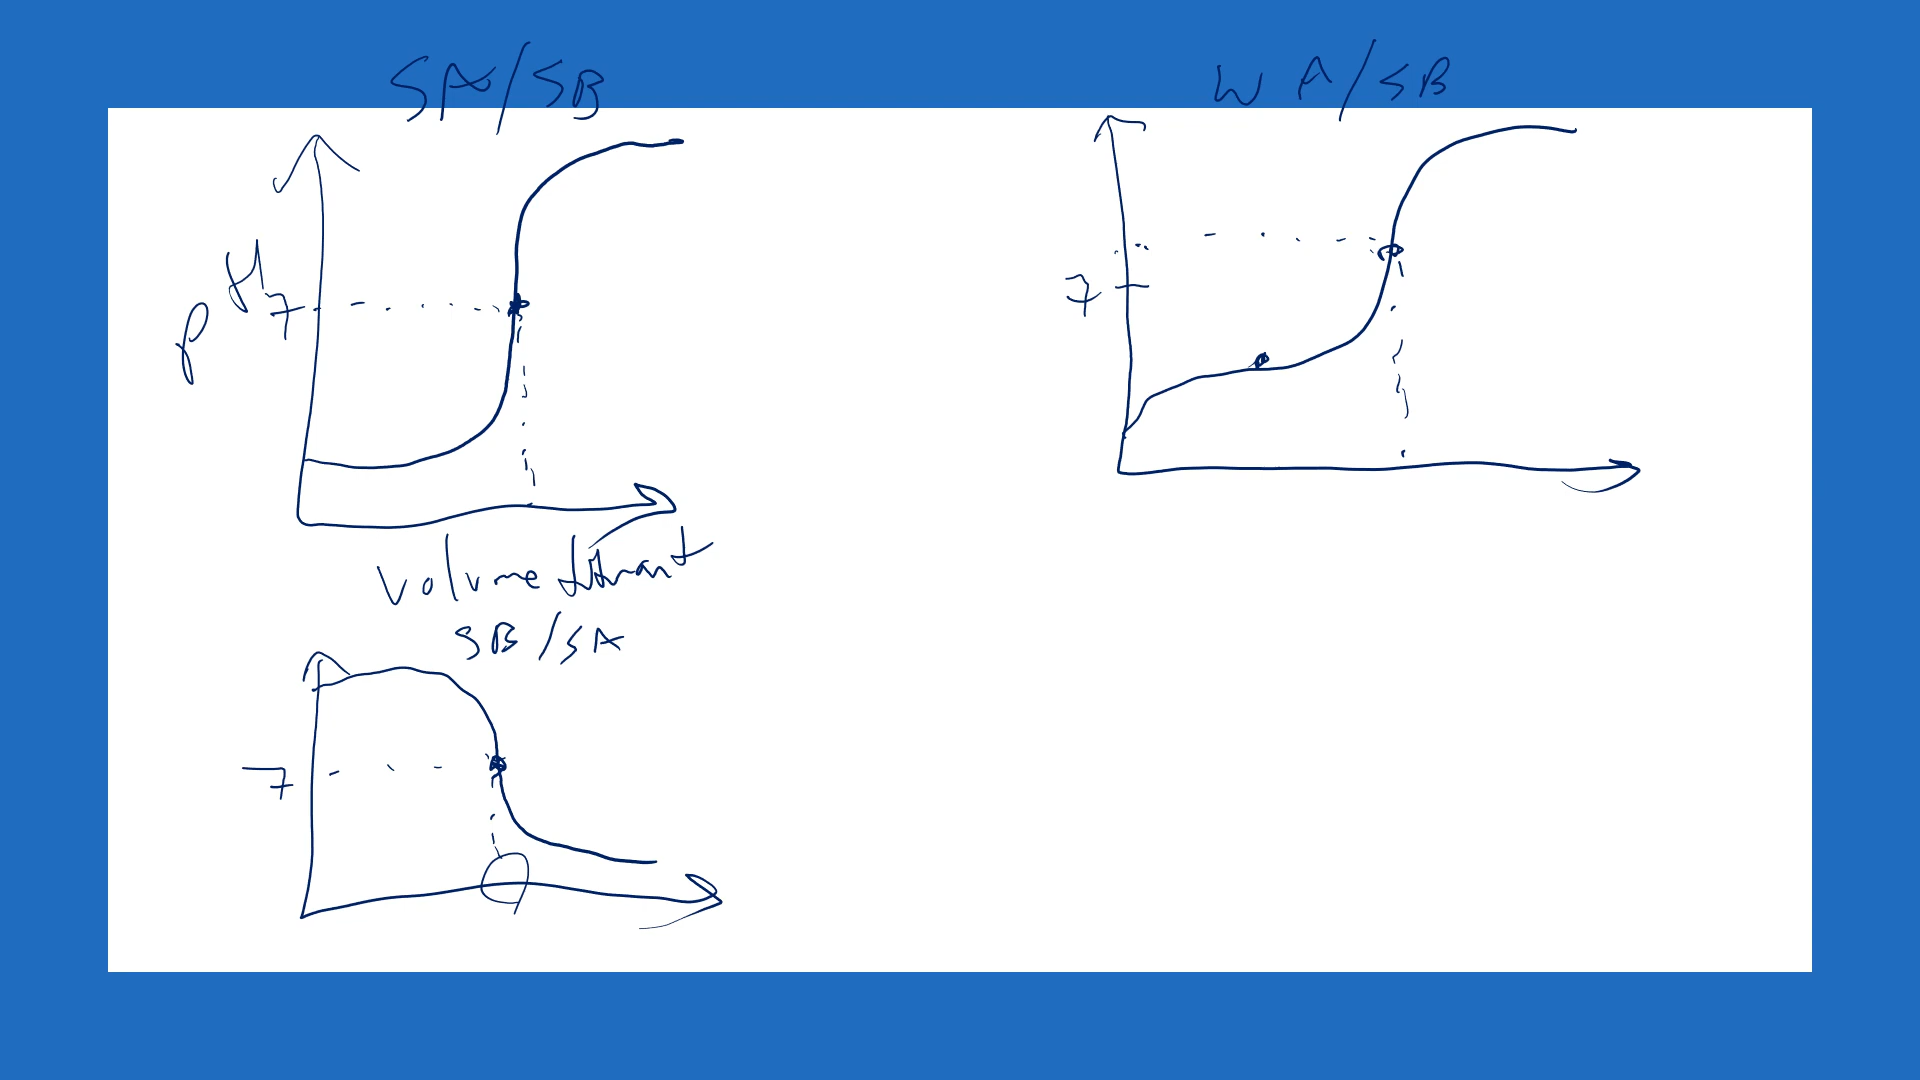 SA/SB
WA/SB
pH
7
7
volume titrant
SB/SA
7